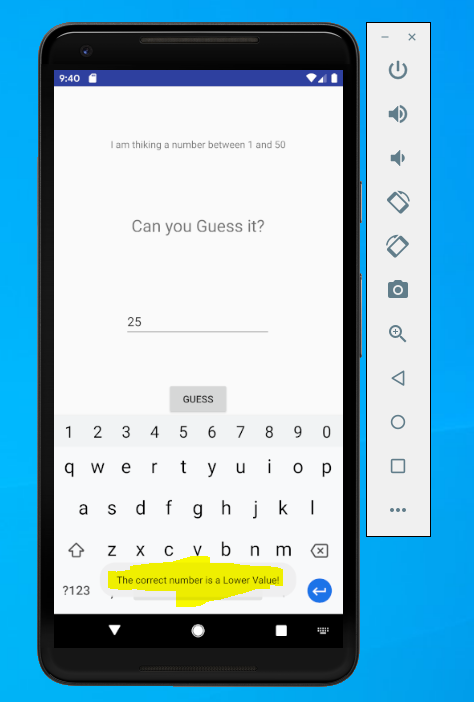 9:40
I am thiking a number between 1 and 50
Can you Guess it?
25
GUESS
1 2 3 4 5 6 7 8 9 0
q w e r t y u i o p
a s d f g h j k l
z x c v b n m
?123 ,
The correct number is a Lower Value!